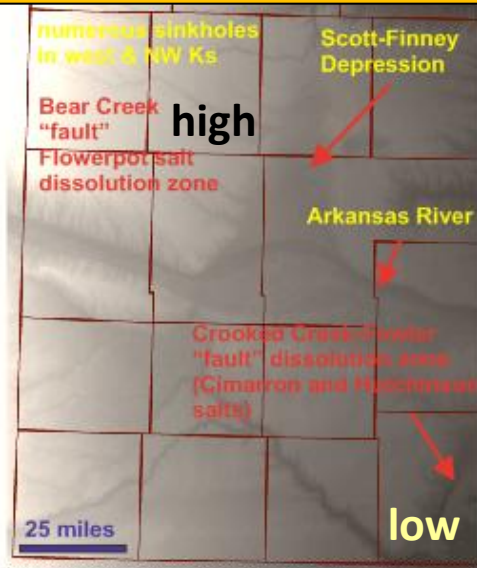 numerous sinkholes
in west & NW Ks
Scott-Finney
Depression
Bear Creek
"fault"
high
Flowerpot salt
dissolution zone
Arkansas River
Crooked Creek-Fowler
"fault" dissolution zone
(Cimarron and Hutchinson
salts)
25 miles
low